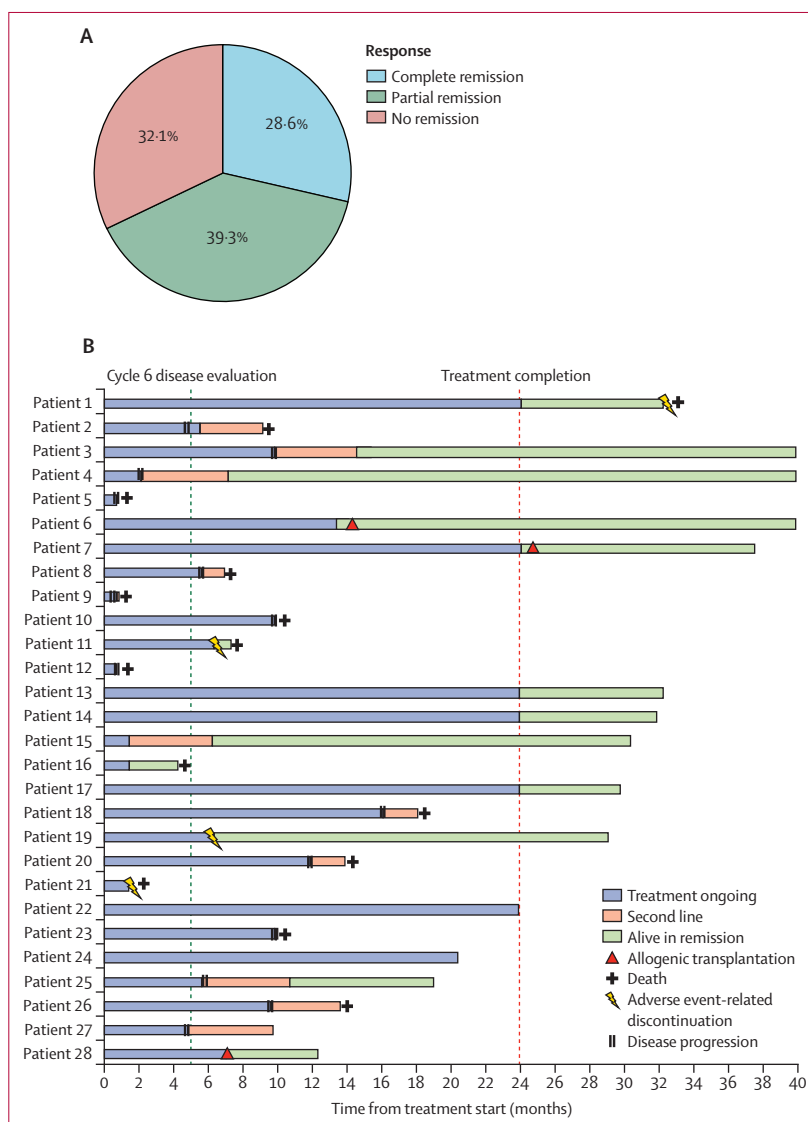 A
Response
Complete remission
Partial remission
No remission
28·6%
32·1%
39·3%
B
Cycle 6 disease evaluation
Treatment completion
Patient 1
Patient 2
Patient 3
Patient 4
Patient 5
Patient 6
Patient 7
Patient 8
Patient 9
Patient 10
Patient 11
Patient 12
Patient 13
Patient 14
Patient 15
Patient 16
Patient 17
Patient 18
Patient 19
Patient 20
Patient 21
Patient 22
Patient 23
Patient 24
Patient 25
Patient 26
Patient 27
Patient 28
Treatment ongoing
Second line
Alive in remission
Allogenic transplantation
Death
Adverse event-related
discontinuation
Disease progression
0 2 4 6 8 10 12 14 16 18 20 22 24 26 28 30 32 34 36 38 40
Time from treatment start (months)